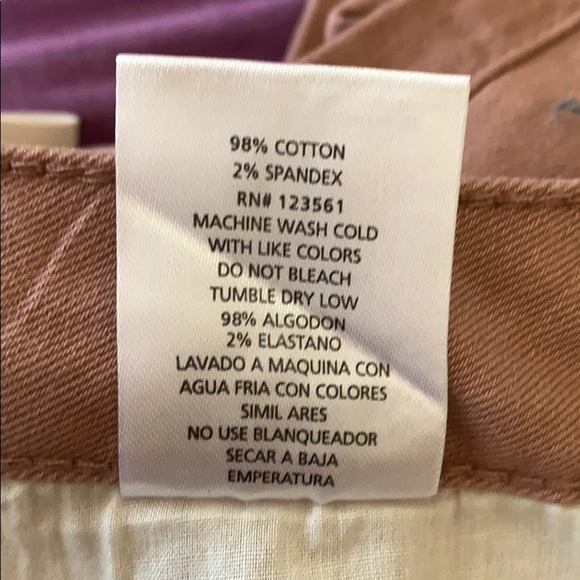 98% COTTON
2% SPANDEX
RN# 123561
MACHINE WASH COLD
WITH LIKE COLORS
DO NOT BLEACH
TUMBLE DRY LOW
98% ALGODON
2% ELASTANO
LAVADO A MAQUINA CON
AGUA FRIA CON COLORES
SIMIL ARES
NO USE BLANQUEADOR
SECAR A BAJA
EMPERATURA